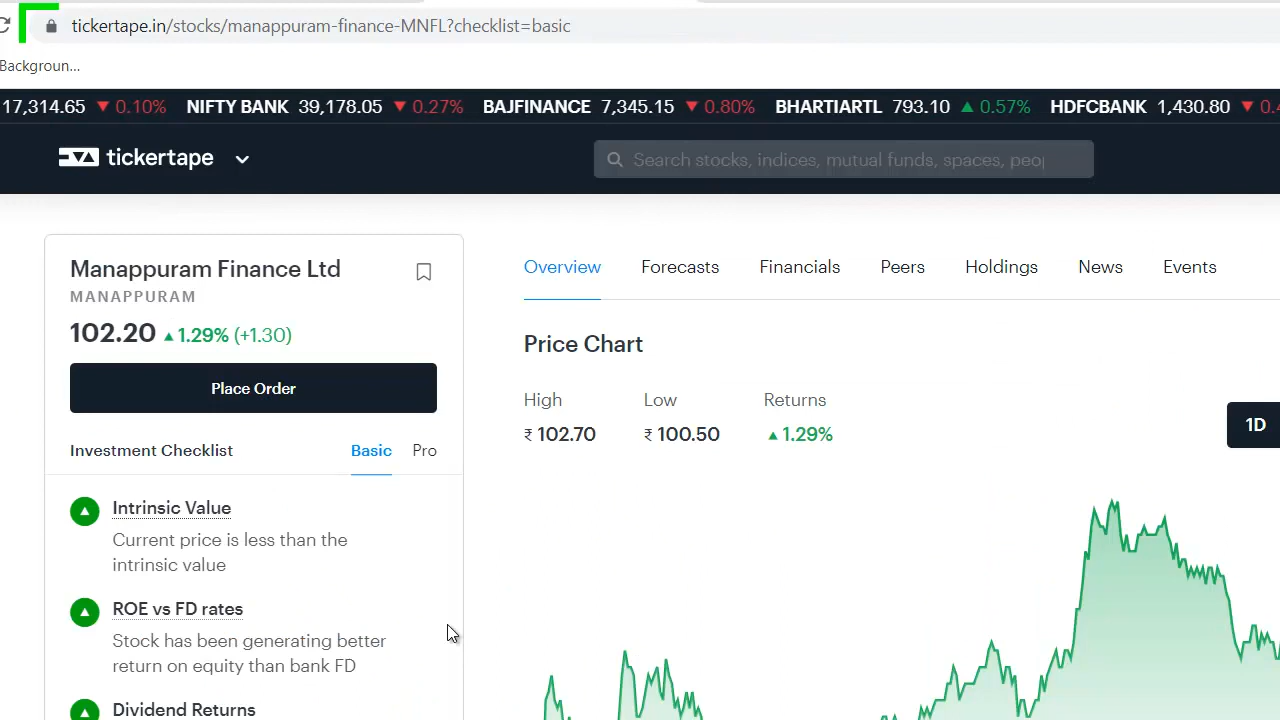 tickertape.in/stocks/manappuram-finance-MNFL?checklist=basic
Backgroun...
17,314.65 ▼ 0.10% NIFTY BANK 39,178.05 ▼ 0.27% BAJFINANCE 7,345.15 ▼ 0.80% BHARTIARTL 793.10 ▲ 0.57% HDFCBANK 1,430.80 ▼ 0.
tickertape
Search stocks, indices, mutual funds, spaces, peo
Manappuram Finance Ltd
MANAPPURAM
102.20 ▲ 1.29% (+1.30)
Place Order
Investment Checklist Basic Pro
Intrinsic Value
Current price is less than the
intrinsic value
ROE vs FD rates
Stock has been generating better
return on equity than bank FD
Dividend Returns
Overview Forecasts Financials Peers Holdings News Events
Price Chart
High Low Returns
₹ 102.70 ₹ 100.50 ▲ 1.29%
1D